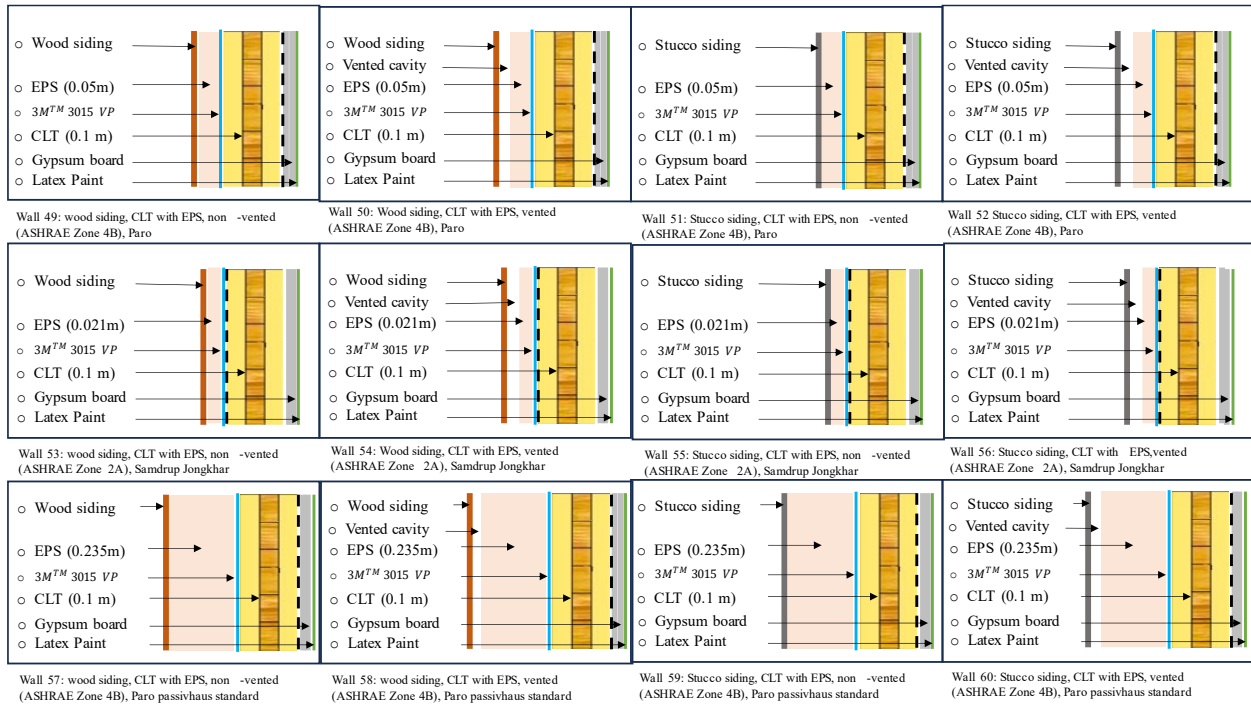 Wood siding
EPS (0.05m)
3M™ 3015 VP
CLT (0.1 m)
Gypsum board
Latex Paint
Wall 49: wood siding, CLT with EPS, non -vented
(ASHRAE Zone 4B), Paro
Wood siding
Vented cavity
EPS (0.05m)
3M™ 3015 VP
CLT (0.1 m)
Gypsum board
Latex Paint
Wall 50: Wood siding, CLT with EPS, vented
(ASHRAE Zone 4B), Paro
Stucco siding
EPS (0.05m)
3M™ 3015 VP
CLT (0.1 m)
Gypsum board
Latex Paint
Wall 51: Stucco siding, CLT with EPS, non -vented
(ASHRAE Zone 4B), Paro
Stucco siding
Vented cavity
EPS (0.05m)
3M™ 3015 VP
CLT (0.1 m)
Gypsum board
Latex Paint
Wall 52 Stucco siding, CLT with EPS, vented
(ASHRAE Zone 4B), Paro
Wood siding
EPS (0.021m)
3M™ 3015 VP
CLT (0.1 m)
Gypsum board
Latex Paint
Wall 53: wood siding, CLT with EPS, non -vented
(ASHRAE Zone 2A), Samdrup Jongkhar
Wood siding
Vented cavity
EPS (0.021m)
3M™ 3015 VP
CLT (0.1 m)
Gypsum board
Latex Paint
Wall 54: Wood siding, CLT with EPS, vented
(ASHRAE Zone 2A), Samdrup Jongkhar
Stucco siding
EPS (0.021m)
3M™ 3015 VP
CLT (0.1 m)
Gypsum board
Latex Paint
Wall 55: Stucco siding, CLT with EPS, non -vented
(ASHRAE Zone 2A), Samdrup Jongkhar
Stucco siding
Vented cavity
EPS (0.021m)
3M™ 3015 VP
CLT (0.1 m)
Gypsum board
Latex Paint
Wall 56: Stucco siding, CLT with EPS,vented
(ASHRAE Zone 2A), Samdrup Jongkhar
Wood siding
EPS (0.235m)
3M™ 3015 VP
CLT (0.1 m)
Gypsum board
Latex Paint
Wall 57: wood siding, CLT with EPS, non -vented
(ASHRAE Zone 4B), Paro passivhaus standard
Wood siding
Vented cavity
EPS (0.235m)
3M™ 3015 VP
CLT (0.1 m)
Gypsum board
Latex Paint
Wall 58: wood siding, CLT with EPS, vented
(ASHRAE Zone 4B), Paro passivhaus standard
Stucco siding
EPS (0.235m)
3M™ 3015 VP
CLT (0.1 m)
Gypsum board
Latex Paint
Wall 59: Stucco siding, CLT with EPS, non -vented
(ASHRAE Zone 4B), Paro passivhaus standard
Stucco siding
Vented cavity
EPS (0.235m)
3M™ 3015 VP
CLT (0.1 m)
Gypsum board
Latex Paint
Wall 60: Stucco siding, CLT with EPS, vented
(ASHRAE Zone 4B), Paro passivhaus standard